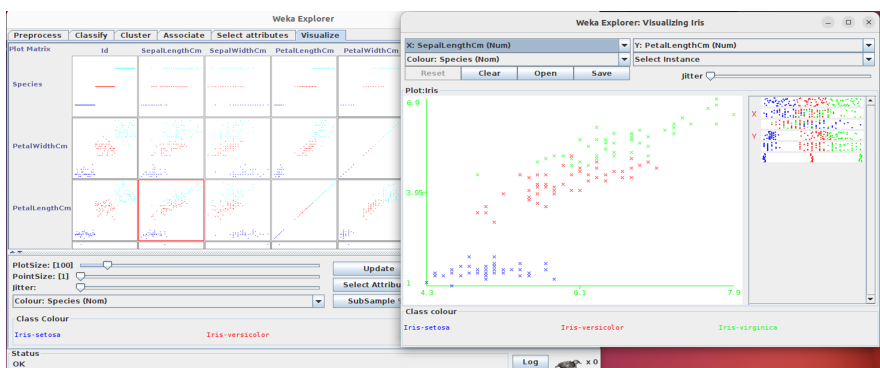 Weka Explorer
Preprocess Classify Cluster Associate Select attributes Visualize
Plot Matrix Id SepalLengthCm SepalWidthCm PetalLengthCm PetalWidthCm
Species
PetalWidthCm
PetalLengthCm
PlotSize: [100]
PointSize: [1]
Jitter:
Update
Select Attribu
Colour: Species (Nom)
SubSample %
Class Colour
Iris-setosa Iris-versicolor
Status
OK
Log x 0
Weka Explorer: Visualizing Iris
X: SepalLengthCm (Num) Y: PetalLengthCm (Num)
Colour: Species (Nom) Select Instance
Reset Clear Open Save Jitter
Plot:Iris
6.9
3.95
1
4.3 6.1 7.9
X
Y
Class colour
Iris-setosa Iris-versicolor Iris-virginica